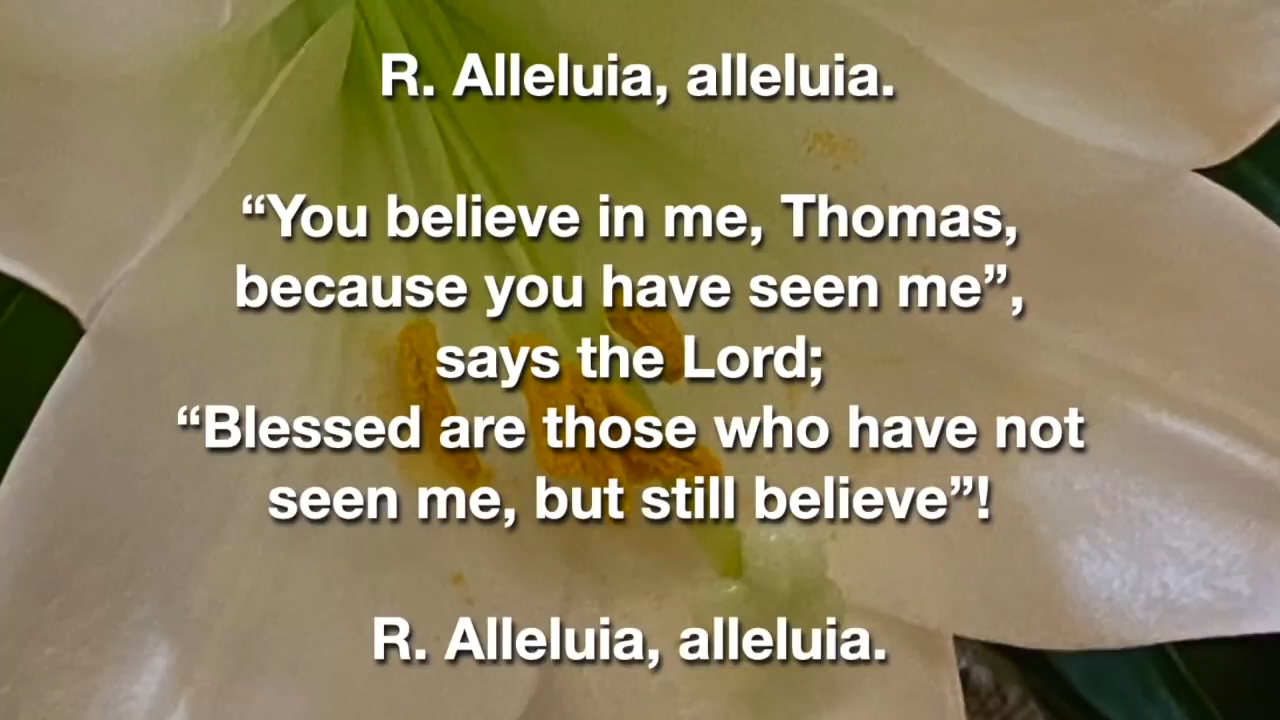 R. Alleluia, alleluia.
“You believe in me, Thomas,
because you have seen me”,
says the Lord;
“Blessed are those who have not
seen me, but still believe”!
R. Alleluia, alleluia.